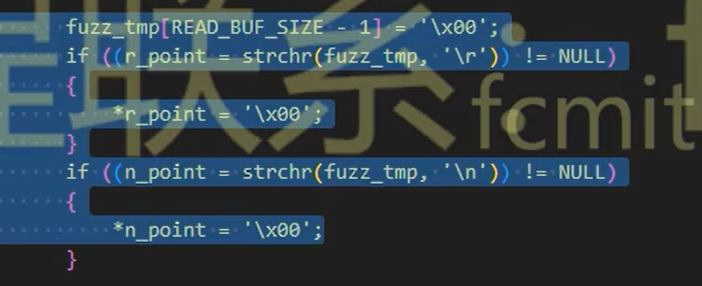 fuzz_tmp[READ_BUF_SIZE - 1] = '\x00';
if ((r_point = strchr(fuzz_tmp, '\r')) != NULL)
{
*r_point = '\x00';
}
if ((n_point = strchr(fuzz_tmp, '\n')) != NULL)
{
*n_point = '\x00';
}
联系：
fcmit